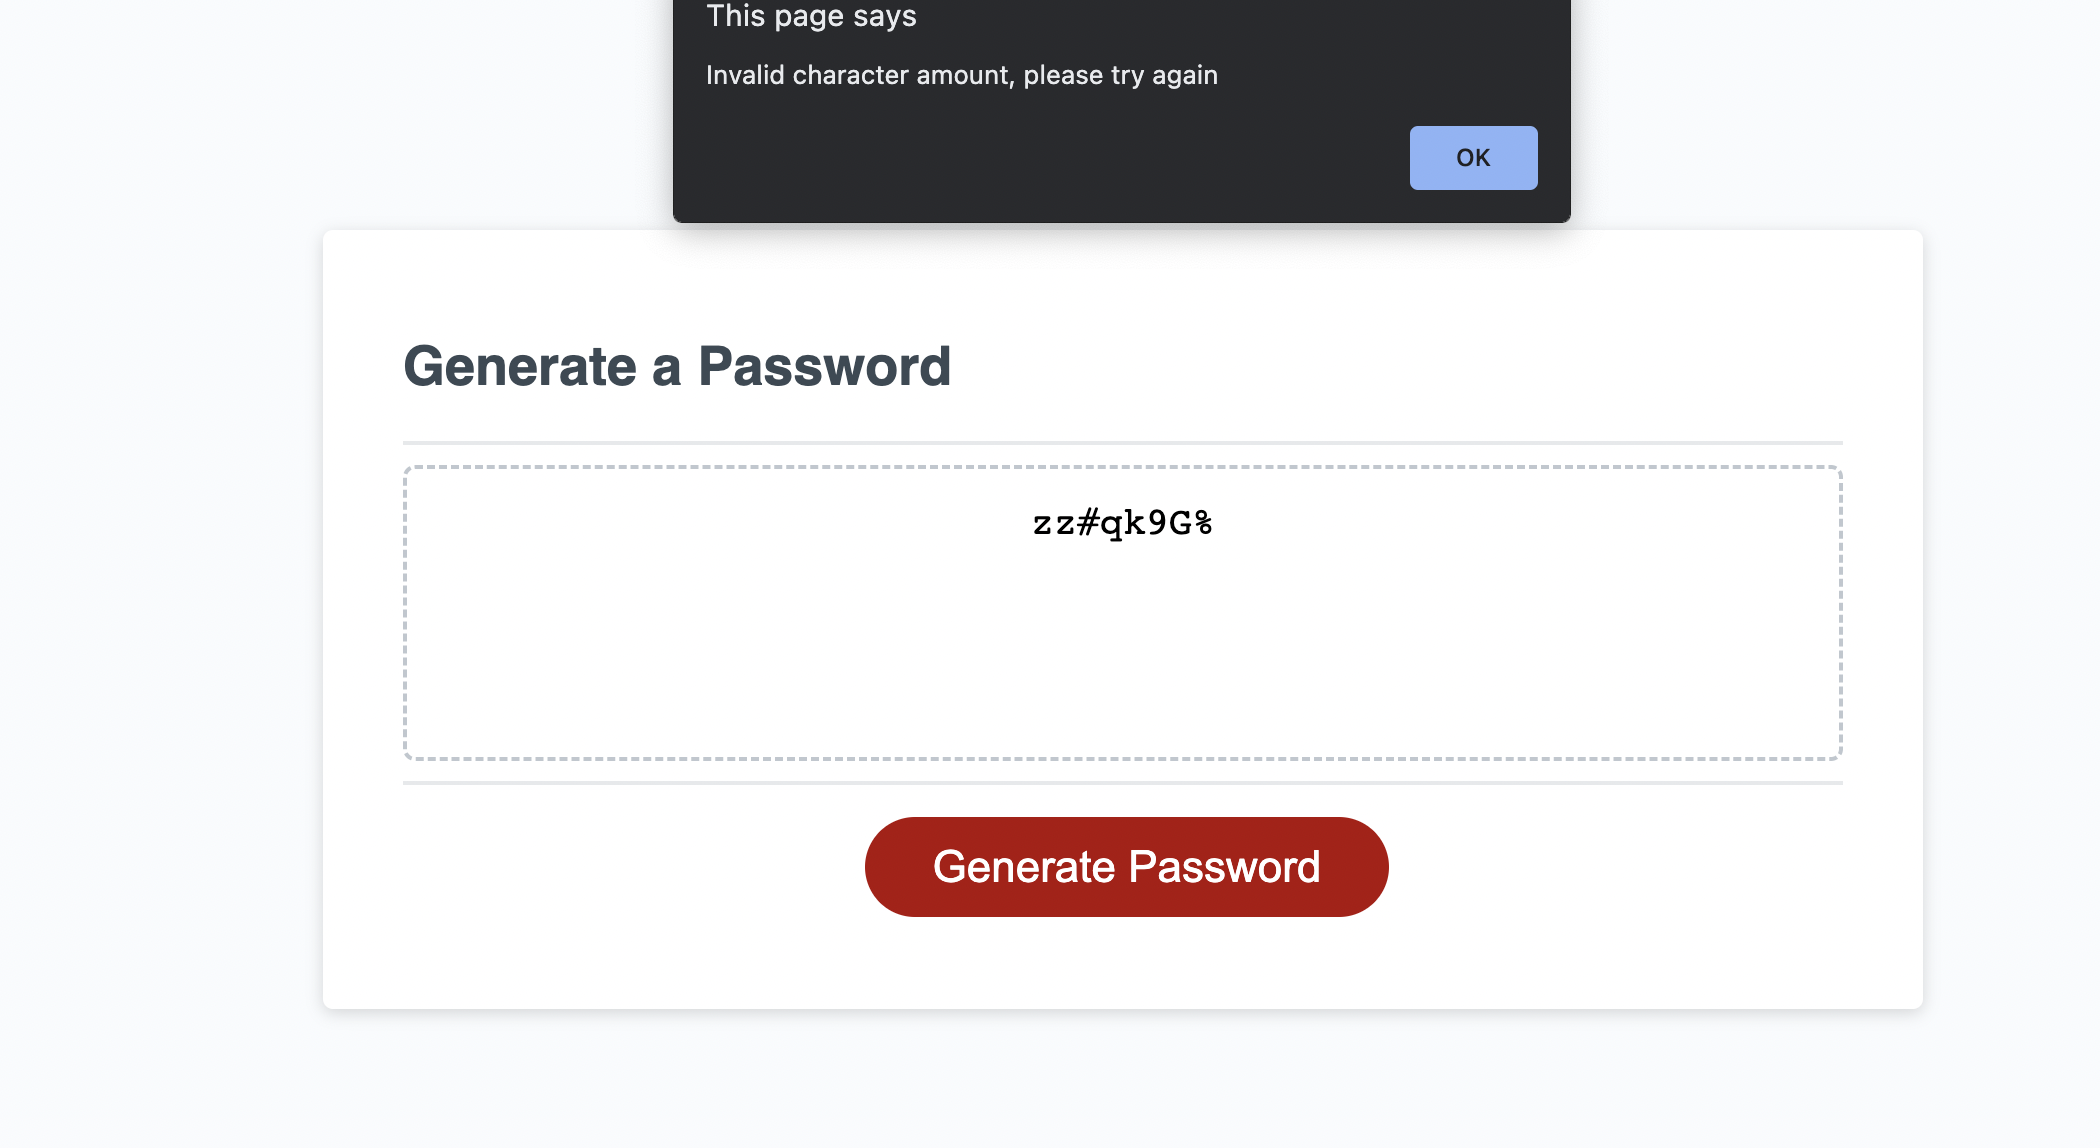 This page says
Invalid character amount, please try again
OK
Generate a Password
zz#qk9G%
Generate Password